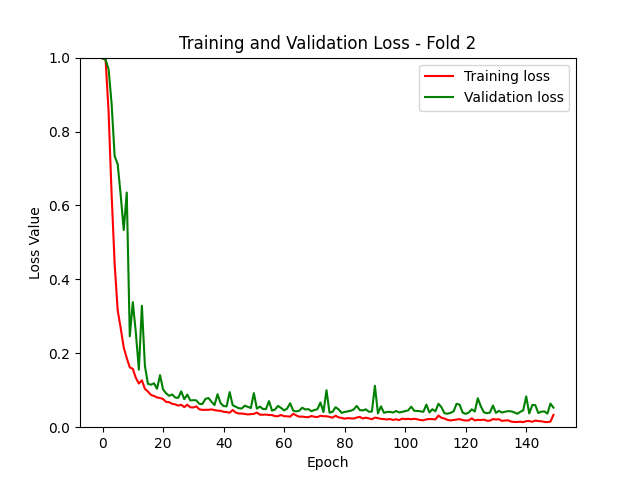 Training and Validation Loss - Fold 2
Training loss
Validation loss
Loss Value
1.0
0.8
0.6
0.4
0.2
0.0
0 20 40 60 80 100 120 140
Epoch